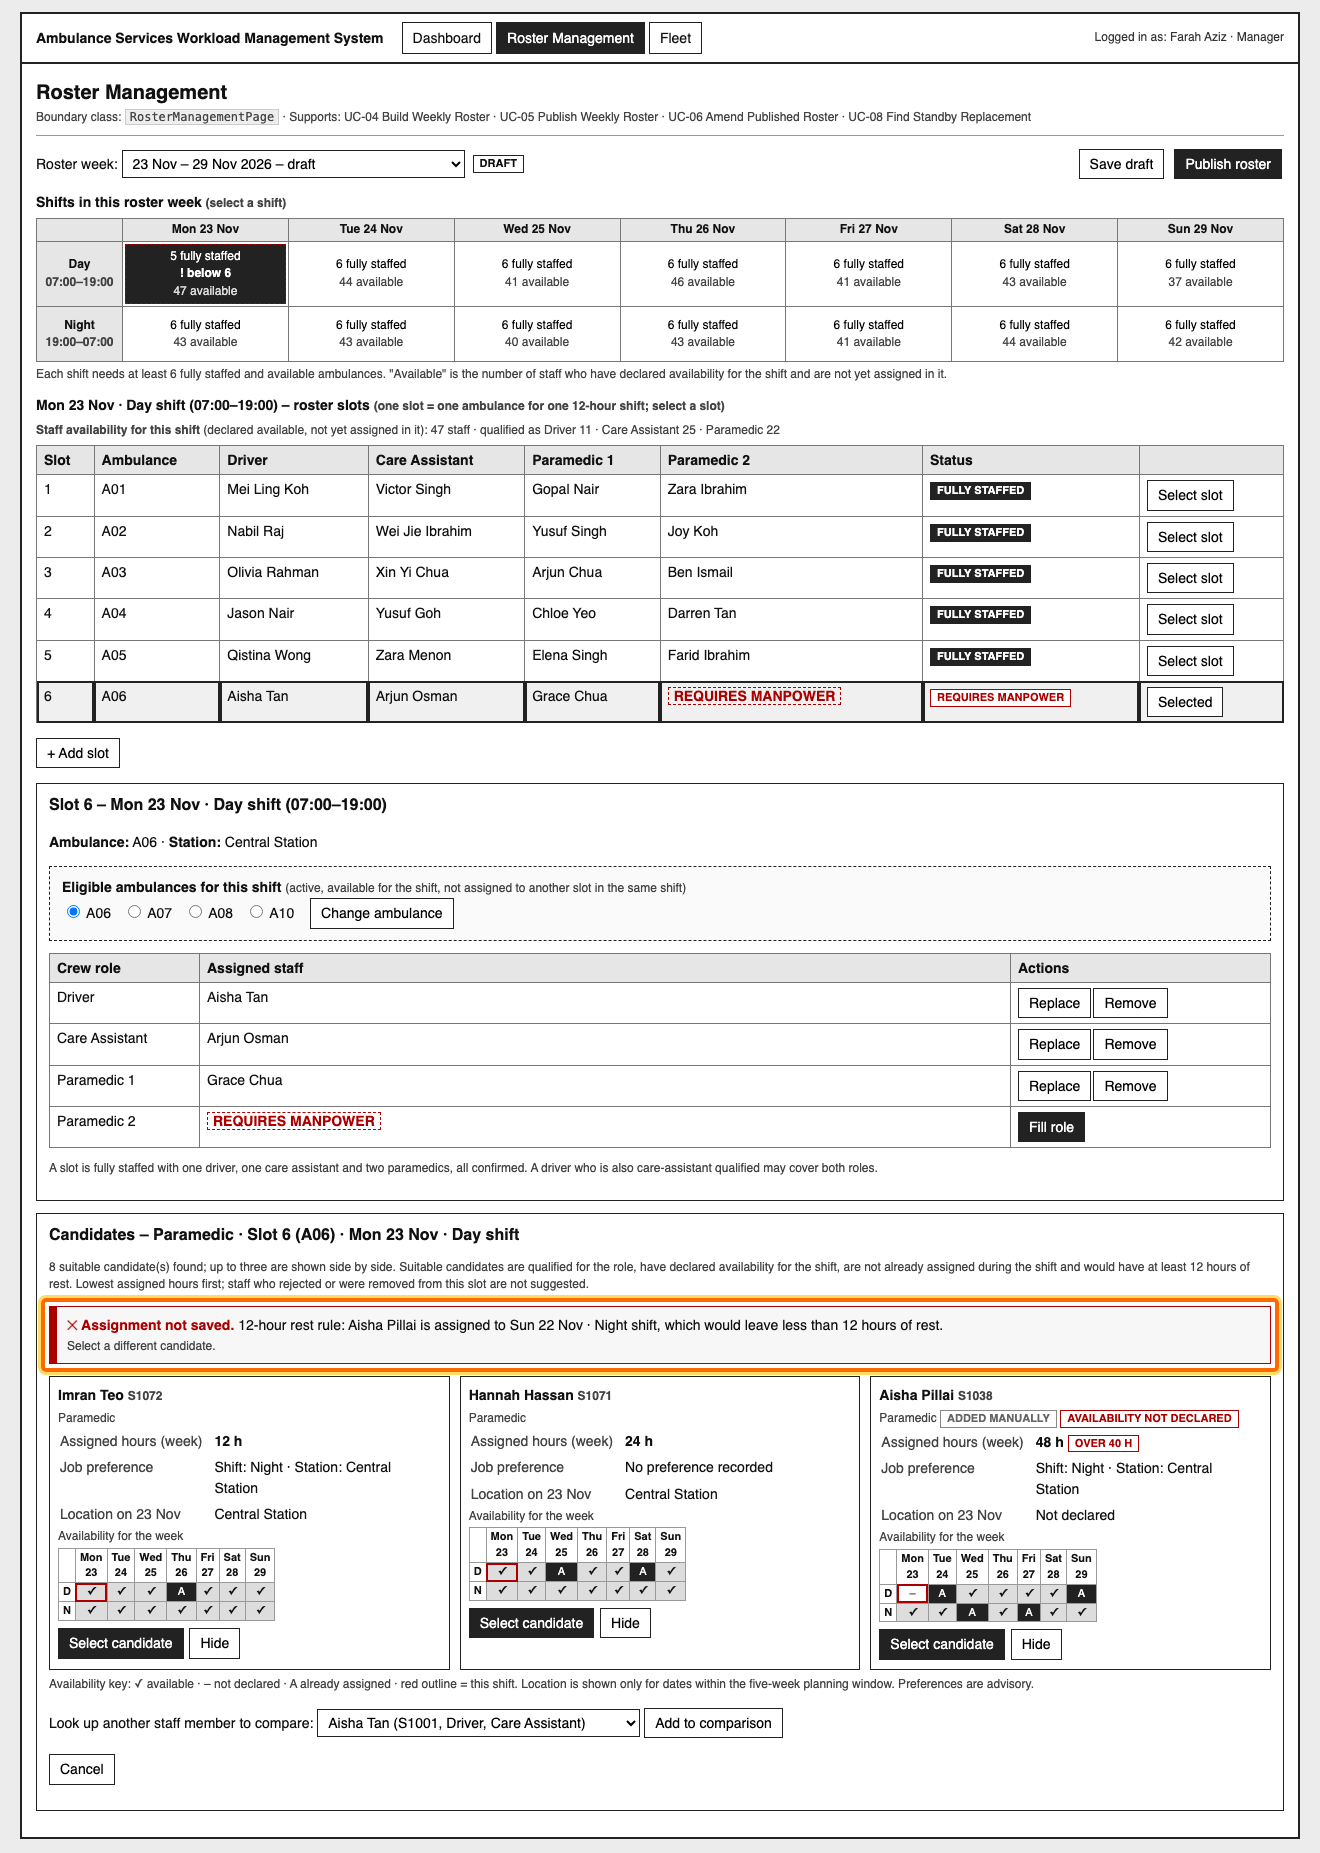 Ambulance Services Workload Management System Dashboard Roster Management Fleet Logged in as: Farah Aziz · Manager
Roster Management
Boundary class: RosterManagementPage · Supports: UC-04 Build Weekly Roster · UC-05 Publish Weekly Roster · UC-06 Amend Published Roster · UC-08 Find Standby Replacement
Roster week: 23 Nov – 29 Nov 2026 – draft DRAFT Save draft Publish roster
Shifts in this roster week (select a shift)
Mon 23 Nov Tue 24 Nov Wed 25 Nov Thu 26 Nov Fri 27 Nov Sat 28 Nov Sun 29 Nov
Day
07:00–19:00
5 fully staffed
! below 6
47 available
6 fully staffed
44 available
6 fully staffed
41 available
6 fully staffed
46 available
6 fully staffed
41 available
6 fully staffed
43 available
6 fully staffed
37 available
Night
19:00–07:00
6 fully staffed
43 available
6 fully staffed
43 available
6 fully staffed
40 available
6 fully staffed
43 available
6 fully staffed
41 available
6 fully staffed
44 available
6 fully staffed
42 available
Each shift needs at least 6 fully staffed and available ambulances. "Available" is the number of staff who have declared availability for the shift and are not yet assigned in it.
Mon 23 Nov · Day shift (07:00–19:00) – roster slots (one slot = one ambulance for one 12-hour shift; select a slot)
Staff availability for this shift (declared available, not yet assigned in it): 47 staff · qualified as Driver 11 · Care Assistant 25 · Paramedic 22
Slot Ambulance Driver Care Assistant Paramedic 1 Paramedic 2 Status
1 A01 Mei Ling Koh Victor Singh Gopal Nair Zara Ibrahim FULLY STAFFED Select slot
2 A02 Nabil Raj Wei Jie Ibrahim Yusuf Singh Joy Koh FULLY STAFFED Select slot
3 A03 Olivia Rahman Xin Yi Chua Arjun Chua Ben Ismail FULLY STAFFED Select slot
4 A04 Jason Nair Yusuf Goh Chloe Yeo Darren Tan FULLY STAFFED Select slot
5 A05 Qistina Wong Zara Menon Elena Singh Farid Ibrahim FULLY STAFFED Select slot
6 A06 Aisha Tan Arjun Osman Grace Chua REQUIRES MANPOWER REQUIRES MANPOWER Selected
+ Add slot
Slot 6 – Mon 23 Nov · Day shift (07:00–19:00)
Ambulance: A06 · Station: Central Station
Eligible ambulances for this shift (active, available for the shift, not assigned to another slot in the same shift)
A06 A07 A08 A10 Change ambulance
Crew role Assigned staff Actions
Driver Aisha Tan Replace Remove
Care Assistant Arjun Osman Replace Remove
Paramedic 1 Grace Chua Replace Remove
Paramedic 2 REQUIRES MANPOWER Fill role
A slot is fully staffed with one driver, one care assistant and two paramedics, all confirmed. A driver who is also care-assistant qualified may cover both roles.
Candidates – Paramedic · Slot 6 (A06) · Mon 23 Nov · Day shift
8 suitable candidate(s) found; up to three are shown side by side. Suitable candidates are qualified for the role, have declared availability for the shift, are not already assigned during the shift and would have at least 12 hours of
rest. Lowest assigned hours first; staff who rejected or were removed from this slot are not suggested.
✕ Assignment not saved. 12-hour rest rule: Aisha Pillai is assigned to Sun 22 Nov · Night shift, which would leave less than 12 hours of rest.
Select a different candidate.
Imran Teo S1072
Paramedic
Assigned hours (week) 12 h
Job preference Shift: Night · Station: Central
Station
Location on 23 Nov Central Station
Availability for the week
Mon Tue Wed Thu Fri Sat Sun
23 24 25 26 27 28 29
D ✓ ✓ ✓ A ✓ ✓ ✓
N ✓ ✓ ✓ ✓ ✓ ✓ ✓
Select candidate Hide
Hannah Hassan S1071
Paramedic
Assigned hours (week) 24 h
Job preference No preference recorded
Location on 23 Nov Central Station
Availability for the week
Mon Tue Wed Thu Fri Sat Sun
23 24 25 26 27 28 29
D ✓ ✓ A ✓ ✓ A ✓
N ✓ ✓ ✓ ✓ ✓ ✓ ✓
Select candidate Hide
Aisha Pillai S1038
Paramedic ADDED MANUALLY AVAILABILITY NOT DECLARED
Assigned hours (week) 48 h OVER 40 H
Job preference Shift: Night · Station: Central
Station
Location on 23 Nov Not declared
Availability for the week
Mon Tue Wed Thu Fri Sat Sun
23 24 25 26 27 28 29
D – A ✓ ✓ ✓ ✓ A
N ✓ ✓ A ✓ A ✓ ✓
Select candidate Hide
Availability key: ✓ available · – not declared · A already assigned · red outline = this shift. Location is shown only for dates within the five-week planning window. Preferences are advisory.
Look up another staff member to compare: Aisha Tan (S1001, Driver, Care Assistant) Add to comparison
Cancel